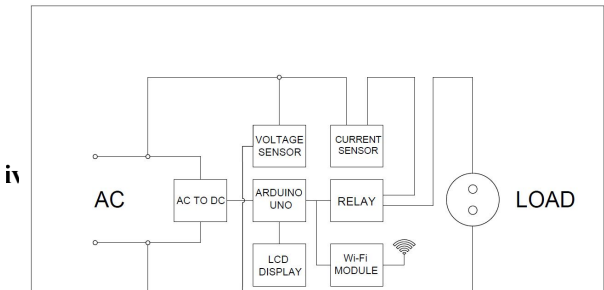 VOLTAGE
SENSOR
CURRENT
SENSOR
AC
AC TO DC
ARDUINO
UNO
RELAY
LOAD
LCD
DISPLAY
Wi-Fi
MODULE